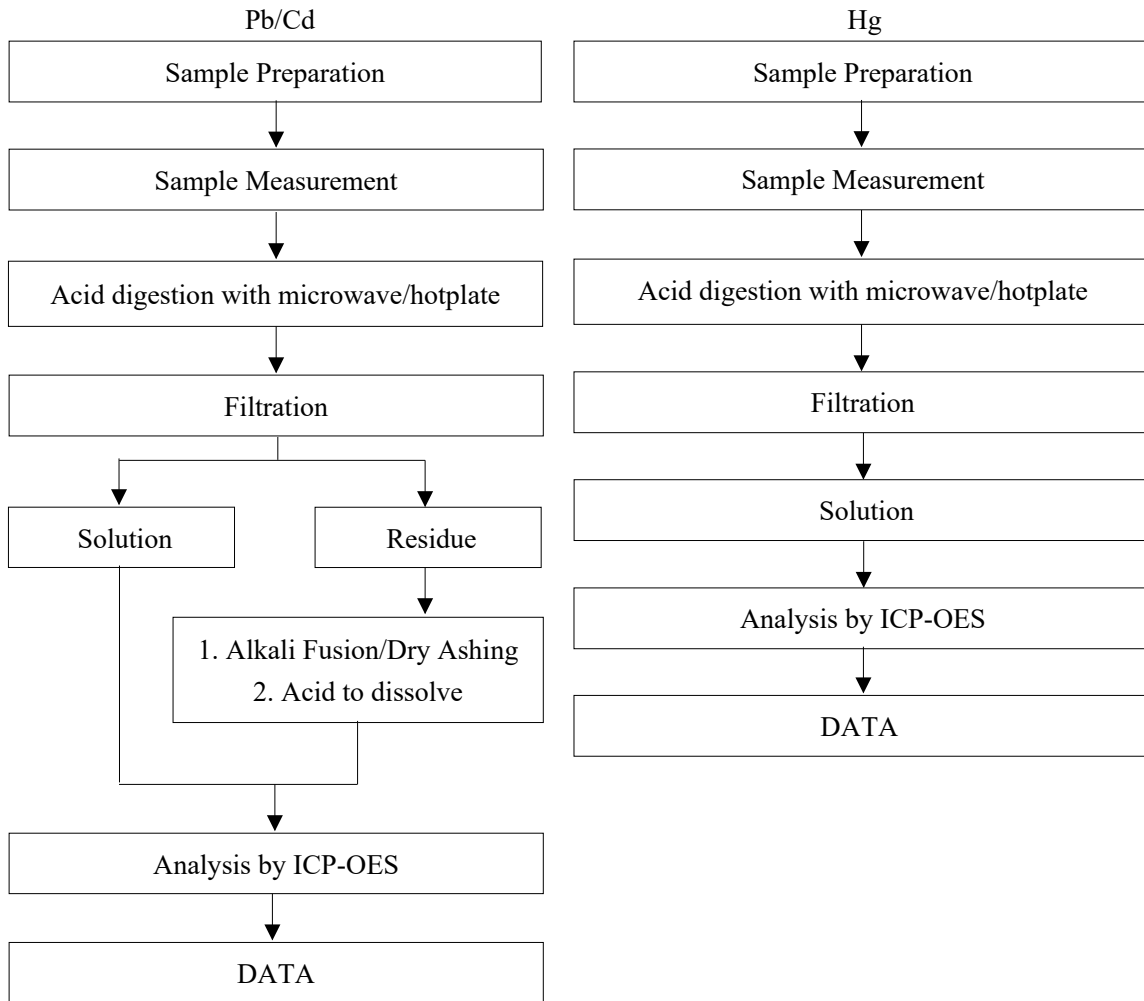 Pb/Cd
Sample Preparation
Sample Measurement
Acid digestion with microwave/hotplate
Filtration
Solution
Residue
1. Alkali Fusion/Dry Ashing
2. Acid to dissolve
Analysis by ICP-OES
DATA
Hg
Sample Preparation
Sample Measurement
Acid digestion with microwave/hotplate
Filtration
Solution
Analysis by ICP-OES
DATA